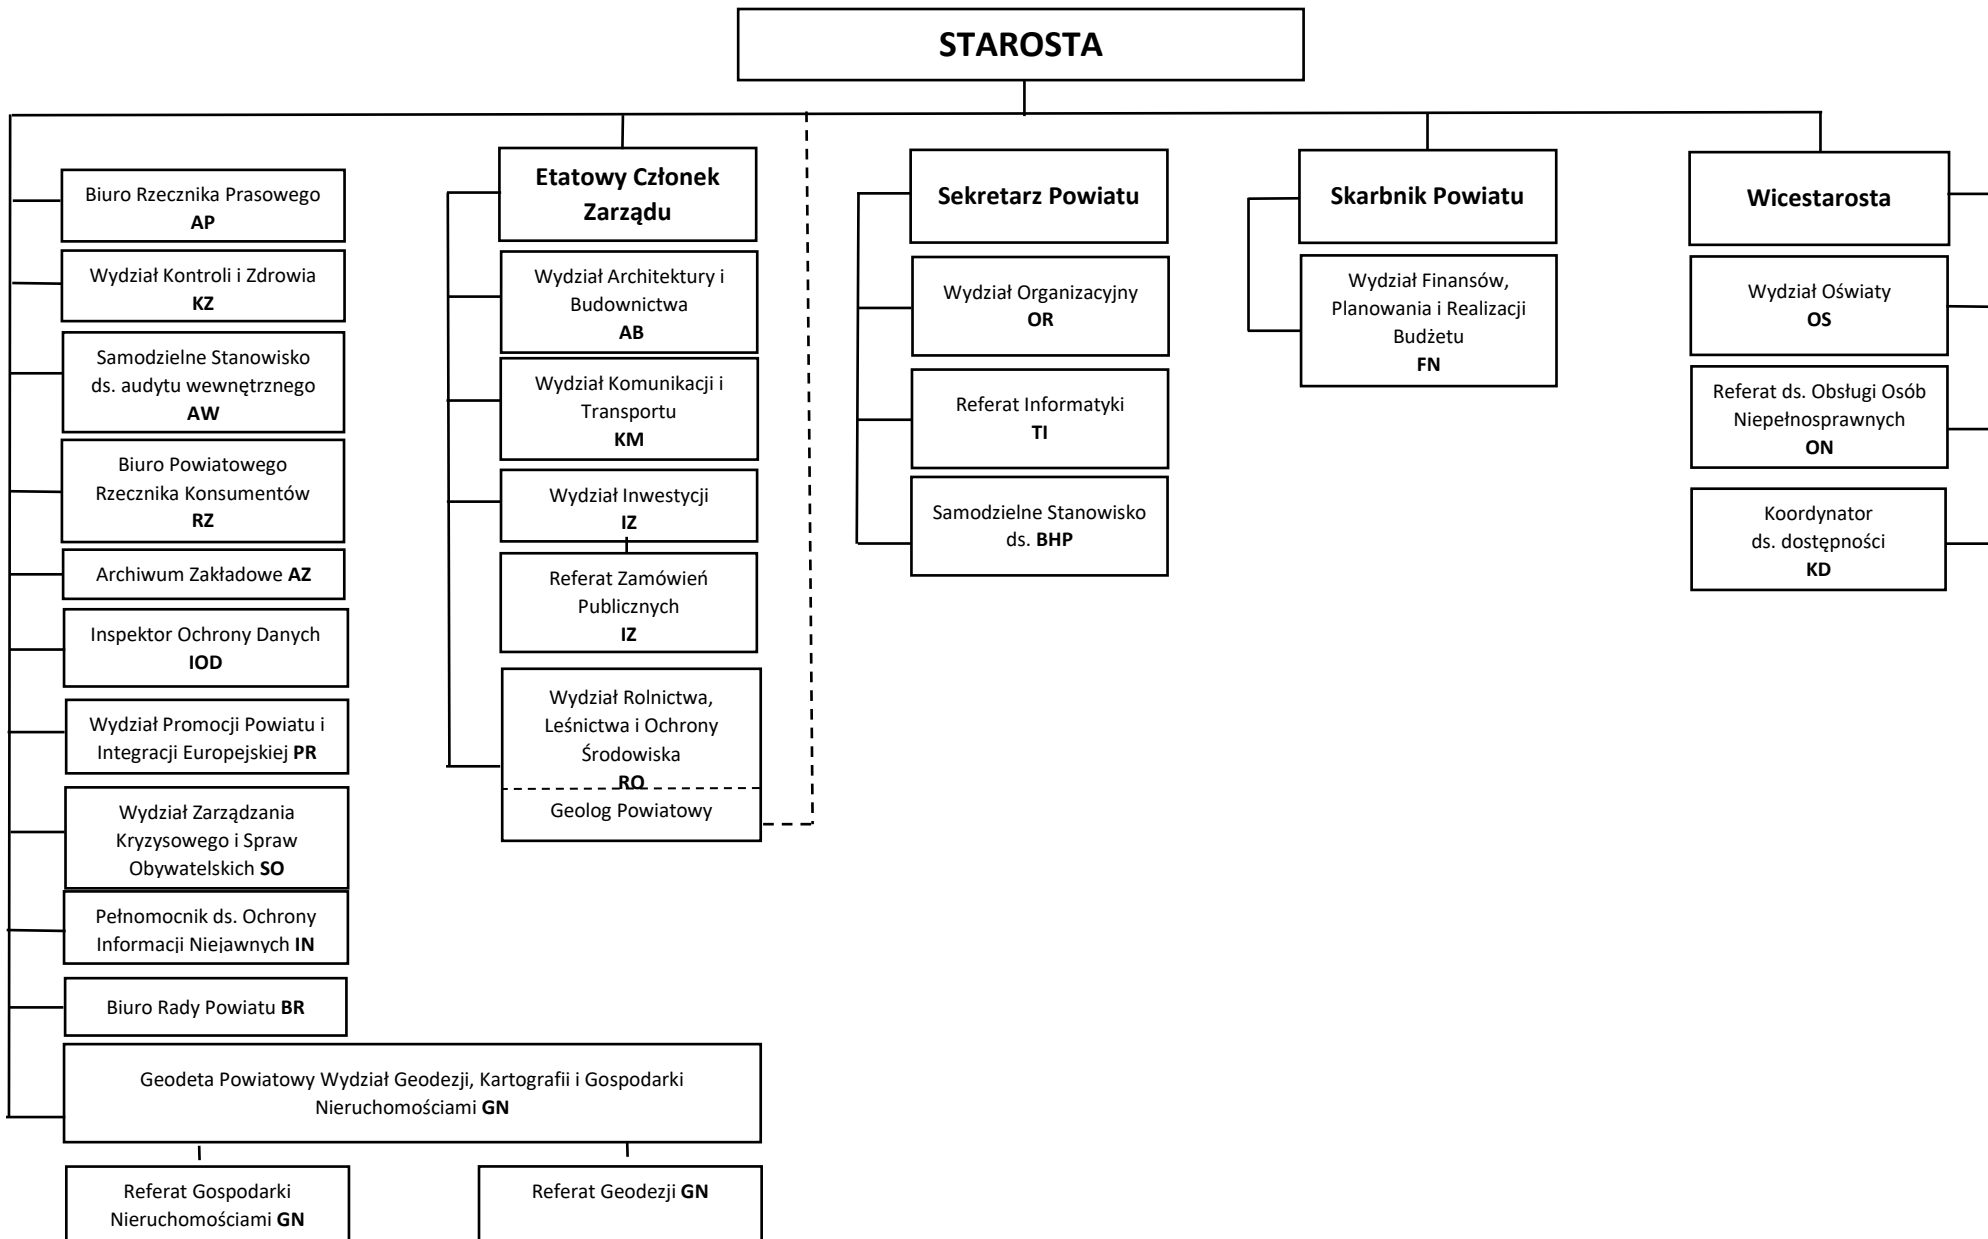 STAROSTA
Biuro Rzecznika Prasowego
AP
Wydział Kontroli i Zdrowia
KZ
Samodzielne Stanowisko
ds. audytu wewnętrznego
AW
Biuro Powiatowego
Rzecznika Konsumentów
RZ
Archiwum Zakładowe AZ
Inspektor Ochrony Danych
IOD
Wydział Promocji Powiatu i
Integracji Europejskiej PR
Wydział Zarządzania
Kryzysowego i Spraw
Obywatelskich SO
Pełnomocnik ds. Ochrony
Informacji Niejawnych IN
Biuro Rady Powiatu BR
Geodeta Powiatowy Wydział Geodezji, Kartografii i Gospodarki
Nieruchomościami GN
Referat Gospodarki
Nieruchomościami GN
Referat Geodezji GN
Etatowy Członek
Zarządu
Wydział Architektury i
Budownictwa
AB
Wydział Komunikacji i
Transportu
KM
Wydział Inwestycji
IZ
Referat Zamówień
Publicznych
IZ
Wydział Rolnictwa,
Leśnictwa i Ochrony
Środowiska
RO
Geolog Powiatowy
Sekretarz Powiatu
Wydział Organizacyjny
OR
Referat Informatyki
TI
Samodzielne Stanowisko
ds. BHP
Skarbnik Powiatu
Wydział Finansów,
Planowania i Realizacji
Budżetu
FN
Wicestarosta
Wydział Oświaty
OS
Referat ds. Obsługi Osób
Niepełnosprawnych
ON
Koordynator
ds. dostępności
KD